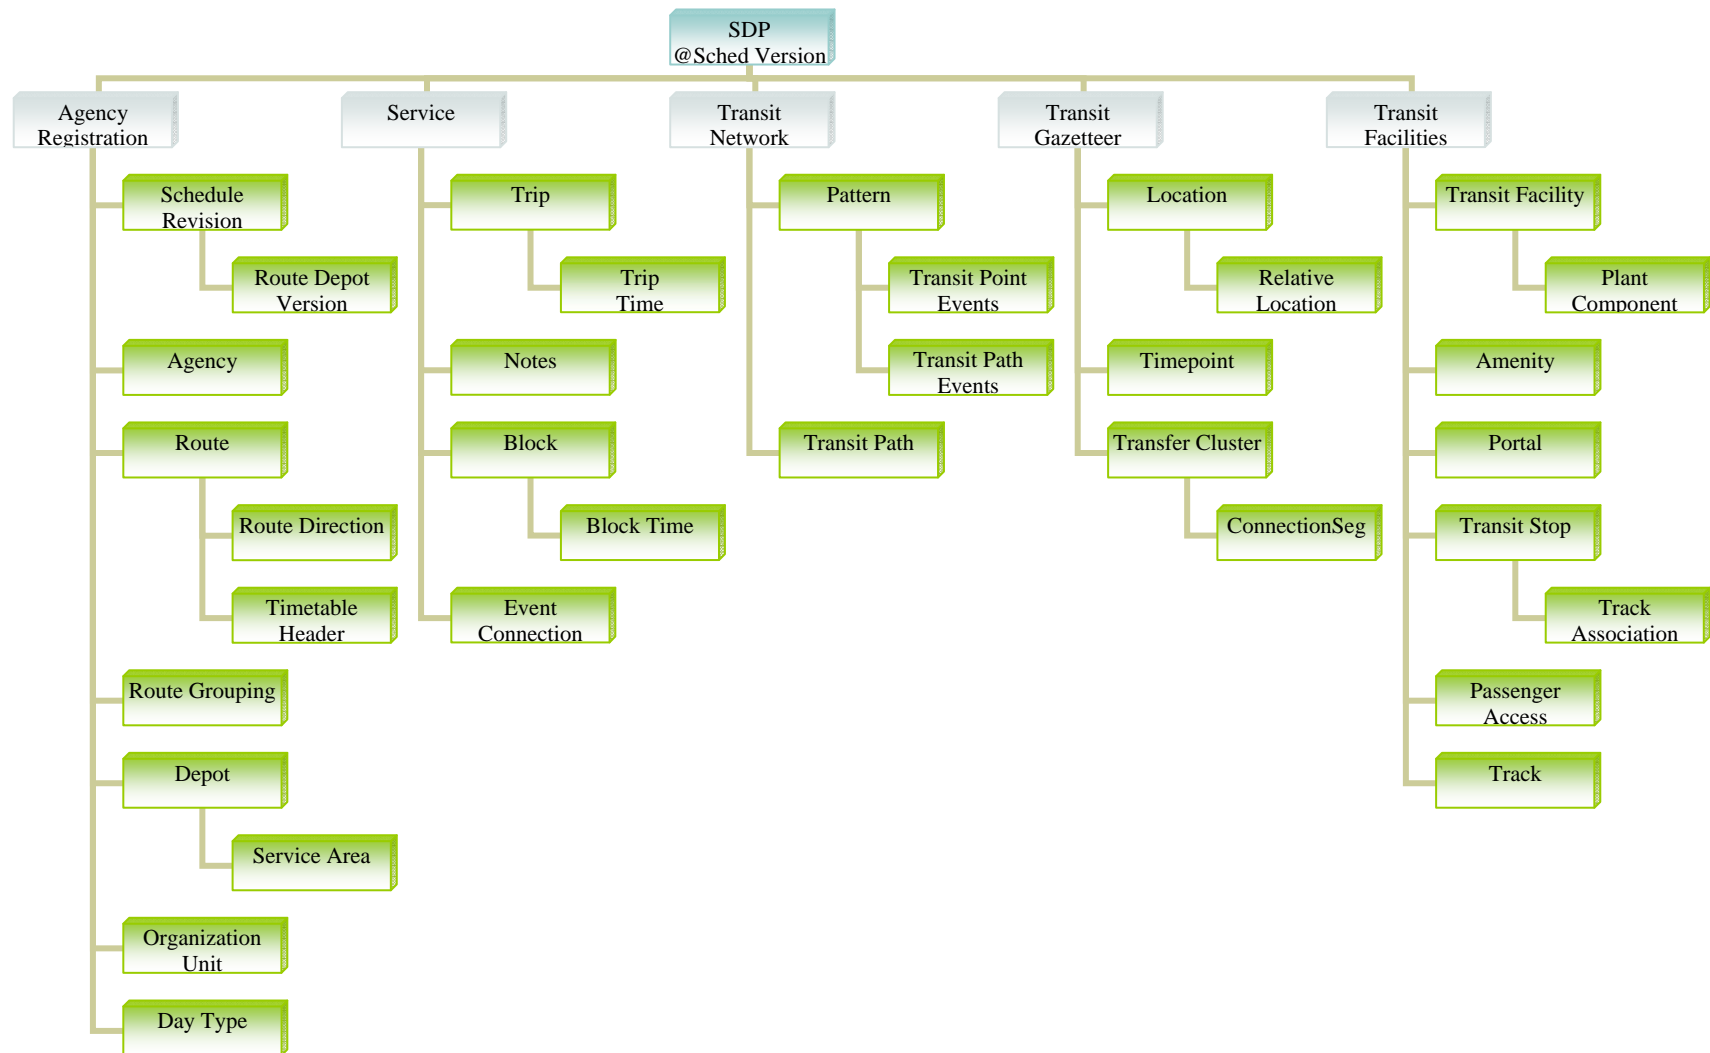 SDP
@Sched Version
Agency
Registration
Service
Transit
Network
Transit
Gazetteer
Transit
Facilities
Schedule
Revision
Route Depot
Version
Agency
Route
Route Direction
Timetable
Header
Route Grouping
Depot
Service Area
Organization
Unit
Day Type
Trip
Trip
Time
Notes
Block
Block Time
Event
Connection
Pattern
Transit Point
Events
Transit Path
Events
Transit Path
Location
Relative
Location
Timepoint
Transfer Cluster
ConnectionSeg
Transit Facility
Plant
Component
Amenity
Portal
Transit Stop
Track
Association
Passenger
Access
Track